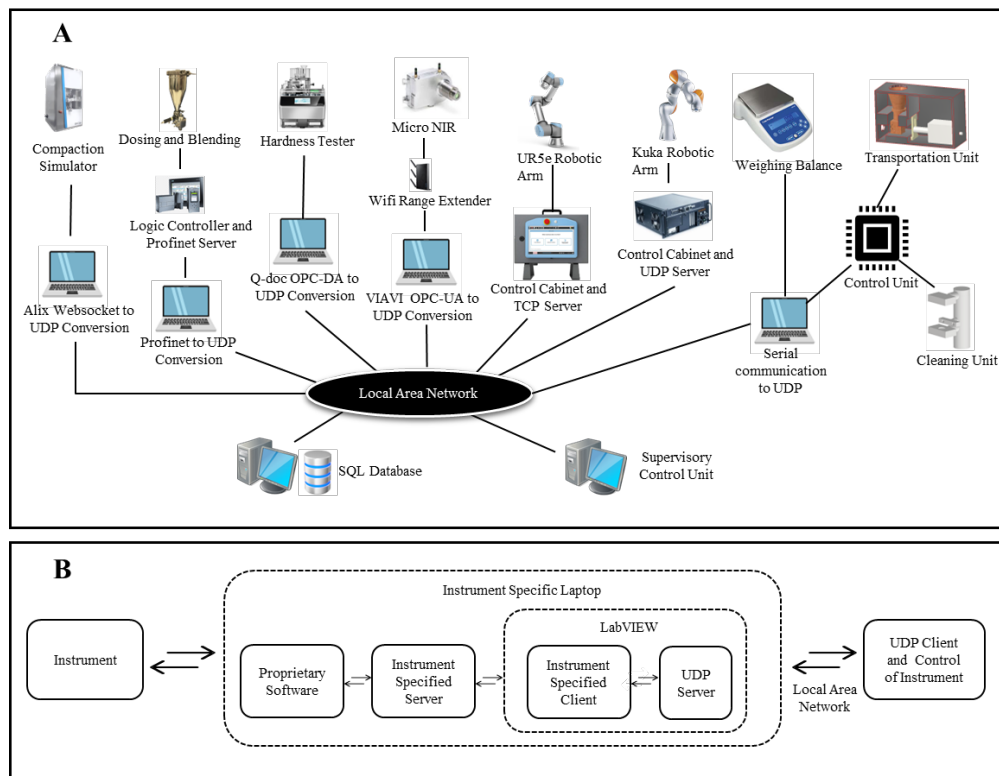 A
Compaction
Simulator
Dosing and Blending
Hardness Tester
Micro NIR
UR5e Robotic
Arm
Kuka Robotic
Arm
Weighing Balance
Transportation Unit
Logic Controller and
Profinet Server
Wifi Range Extender
Alix Websocket to
UDP Conversion
Profinet to UDP
Conversion
Q-doc OPC-DA to
UDP Conversion
VIAVI OPC-UA to
UDP Conversion
Control Cabinet and
TCP Server
Control Cabinet and
UDP Server
Control Unit
Serial
communication
to UDP
Cleaning Unit
Local Area Network
SQL Database
Supervisory
Control Unit
B
Instrument Specific Laptop
LabVIEW
Instrument
Proprietary
Software
Instrument
Specified
Server
Instrument
Specified
Client
UDP
Server
Local Area
Network
UDP Client
and Control
of Instrument